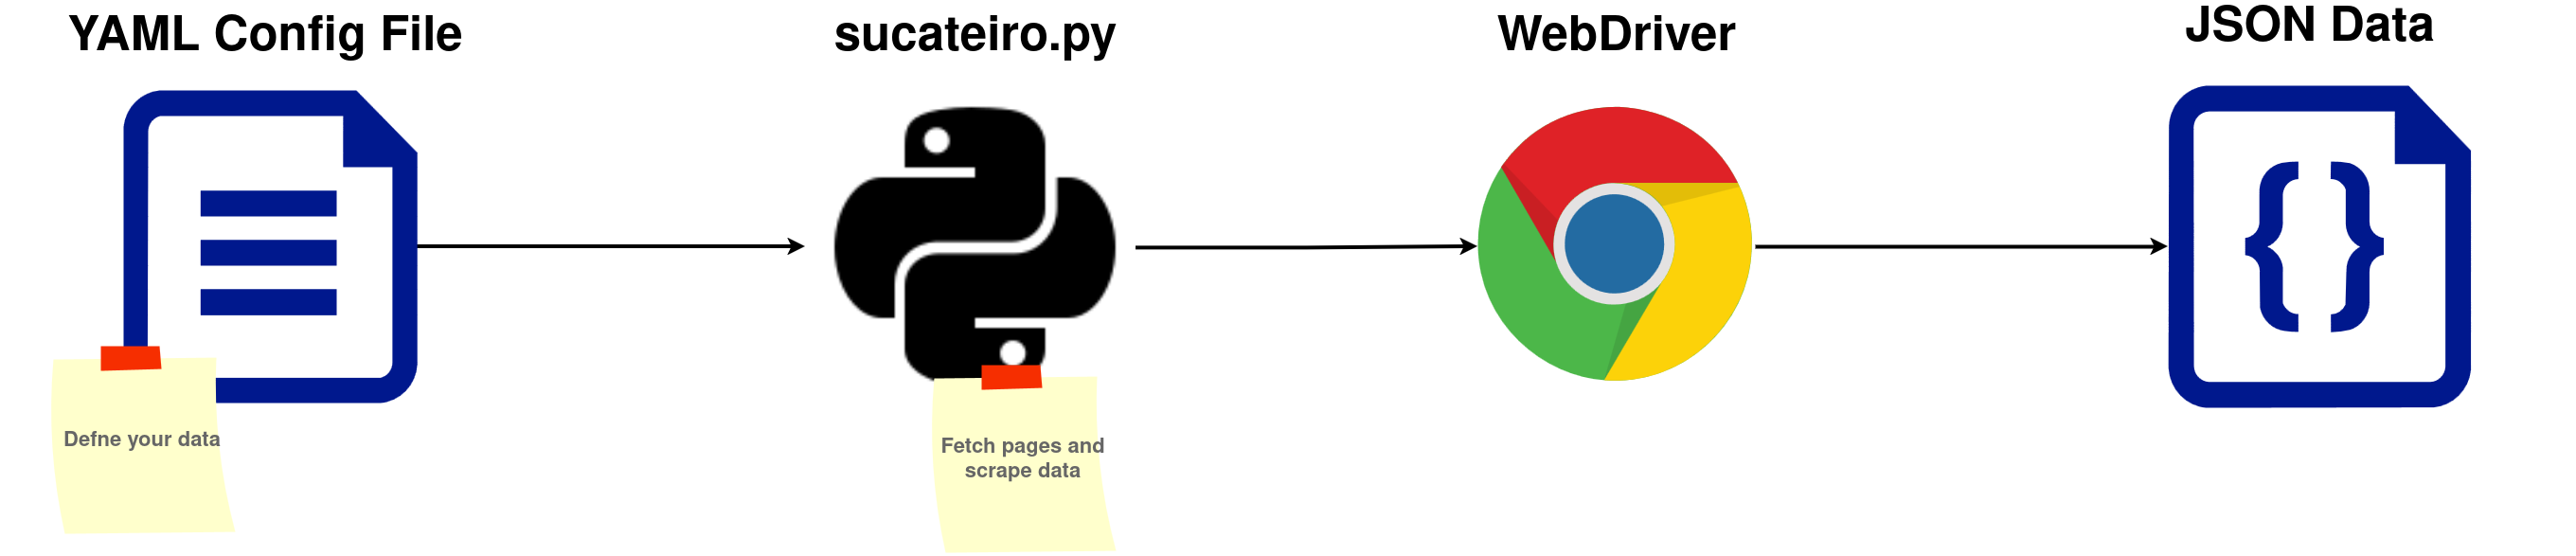 YAML Config File
sucateiro.py
WebDriver
JSON Data
Defne your data
Fetch pages and
scrape data